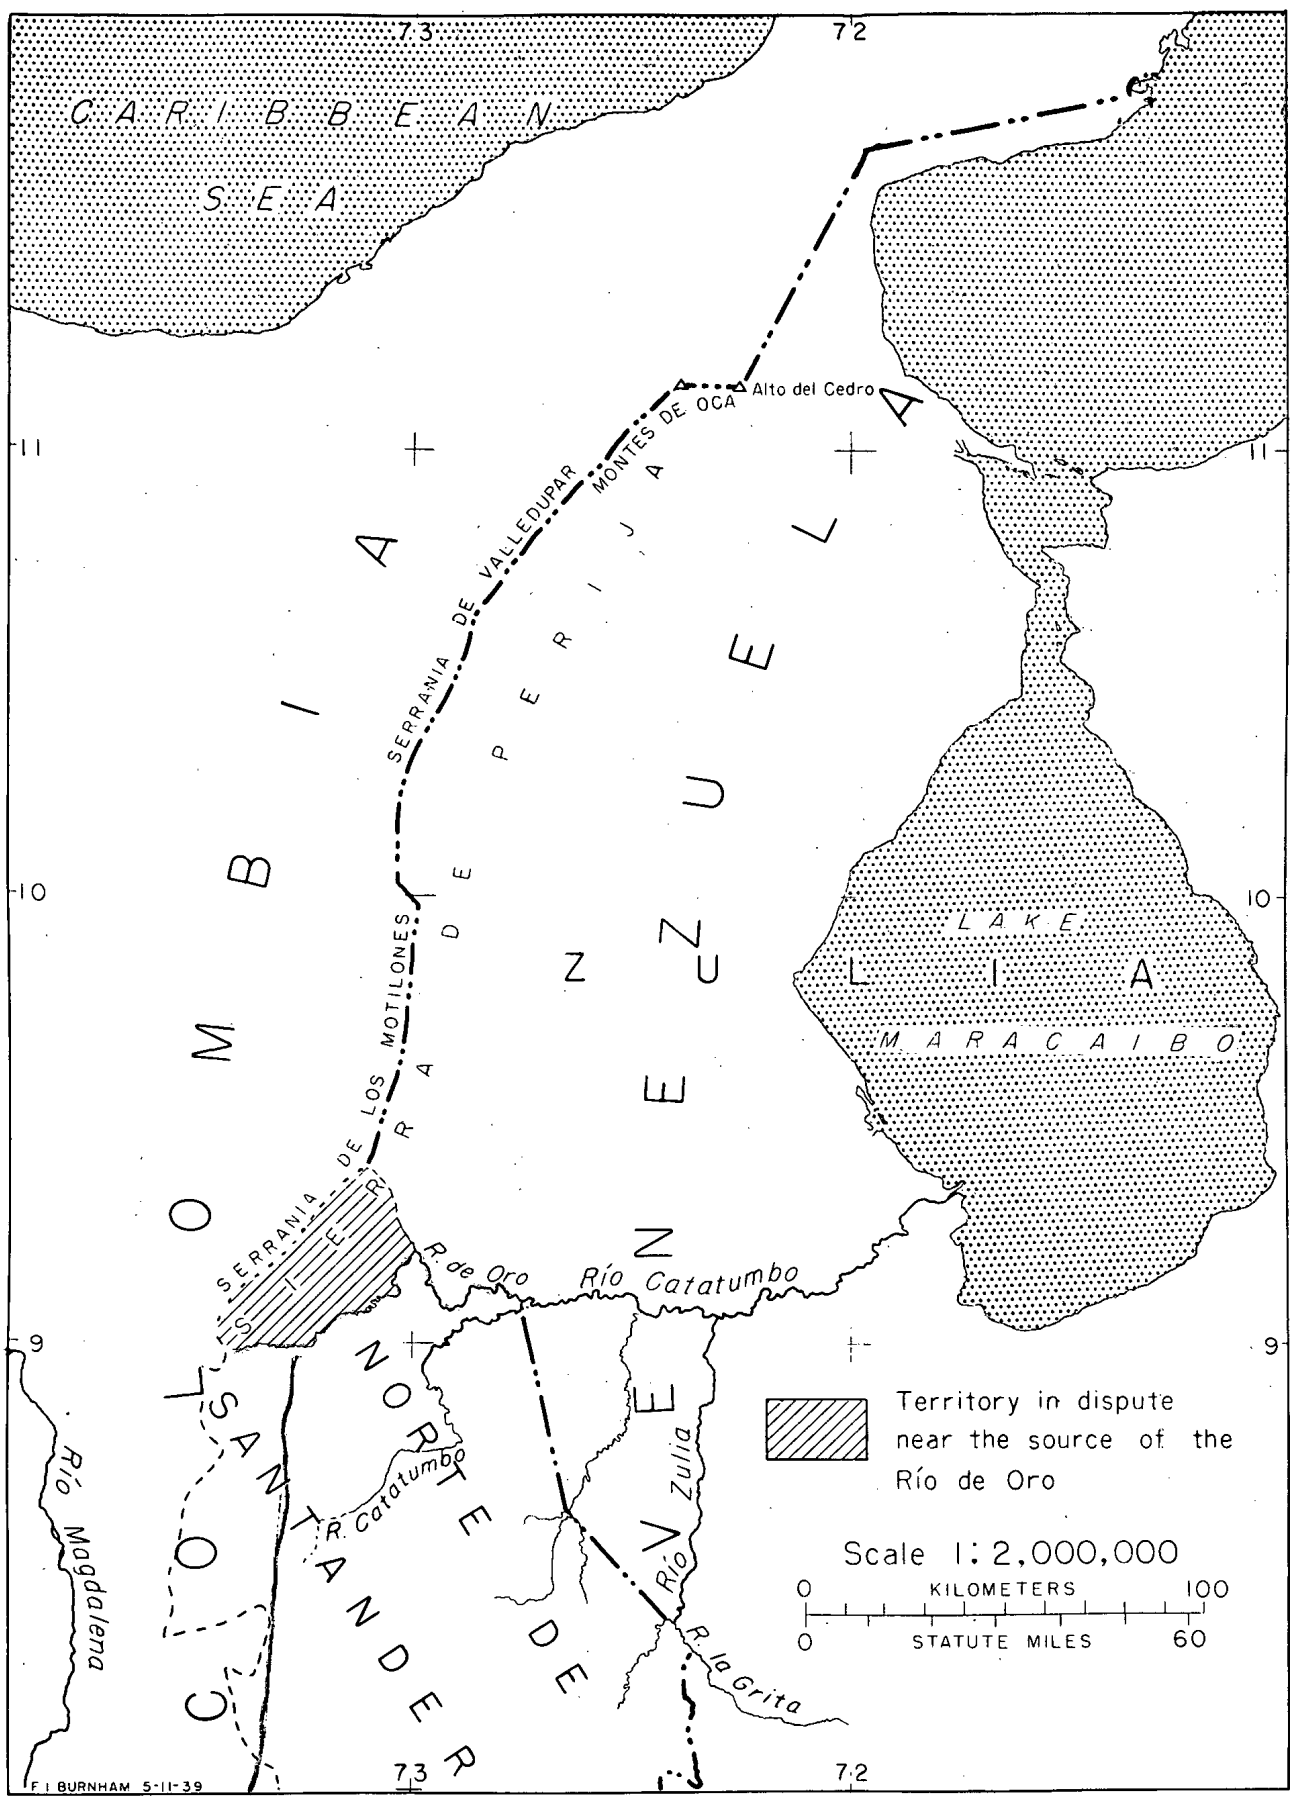 73
72
CARIBBEAN
SEA
Alto del Cedro
MONTES DE OCA
11
11
SERRANIA DE VALLEDUPAR
COLOMBIA
VENEZUELA
SIERRA DE PERIJA
10
10
LAKE
ZULIA
MARACAIBO
SERRANIA DE LOS MOTILONES
R. de Oro
Río Catatumbo
9
9
NORTE DE
SANTANDER
Río Magdalena
R. Catatumbo
Río Zulia
R. la Grita
Territory in dispute
near the source of the
Río de Oro
Scale 1:2,000,000
0 KILOMETERS 100
0 STATUTE MILES 60
F I BURNHAM 5-11-39
73
72